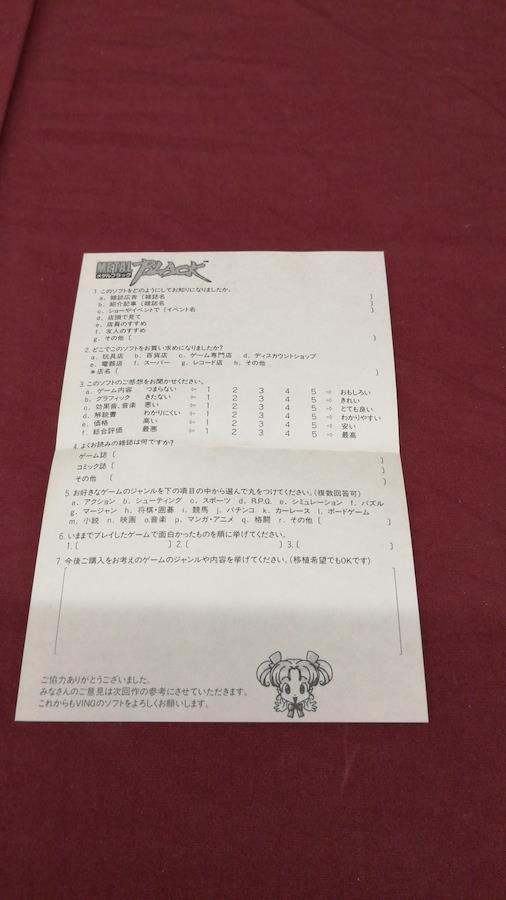 METAL BLACK™
メタルブラック
1. このソフトをどのようにしてお知りになりましたか。
a. 雑誌広告〔雑誌名 〕
b. 紹介記事〔雑誌名 〕
c. ショーやイベントで〔イベント名 〕
d. 店頭で見て
e. 店員のすすめ
f. 友人のすすめ
g. その他〔 〕
2. どこでこのソフトをお買い求めになりましたか?
a. 玩具店 b. 百貨店 c. ゲーム専門店 d. ディスカウントショップ
e. 電器店 f. スーパー g. レコード店 h. その他
*店名〔 〕
3. このソフトのご感想をお聞かせください。
a. ゲーム内容 つまらない ⇦ 1 2 3 4 5 ⇨ おもしろい
b. グラフィック きたない ⇦ 1 2 3 4 5 ⇨ きれい
c. 効果音、音楽 悪い ⇦ 1 2 3 4 5 ⇨ とても良い
d. 解説書 わかりにくい ⇦ 1 2 3 4 5 ⇨ わかりやすい
e. 価格 高い ⇦ 1 2 3 4 5 ⇨ 安い
f. 総合評価 最悪 ⇦ 1 2 3 4 5 ⇨ 最高
4. よくお読みの雑誌は何ですか?
ゲーム誌〔 〕
コミック誌〔 〕
その他〔 〕
5. お好きなゲームのジャンルを下の項目の中から選んで丸をつけてください。(複数回答可)
a. アクション b. シューティング c. スポーツ d. R.P.G. e. シミュレーション f. パズル
g. マージャン h. 将棋・囲碁 i. 競馬 j. パチンコ k. カーレース l. ボードゲーム
m. 小説 n. 映画 o.音楽 p. マンガ・アニメ q. 格闘 r. その他〔 〕
6. いままでプレイしたゲームで面白かったものを順に挙げてください。
1.〔 〕2.〔 〕3.〔 〕
7. 今後ご購入をお考えのゲームのジャンルや内容を挙げてください。(移植希望でもOKです)
ご協力ありがとうございました。
みなさんのご意見は次回作の参考にさせていただきます。
これからもVINGのソフトをよろしくお願いします。